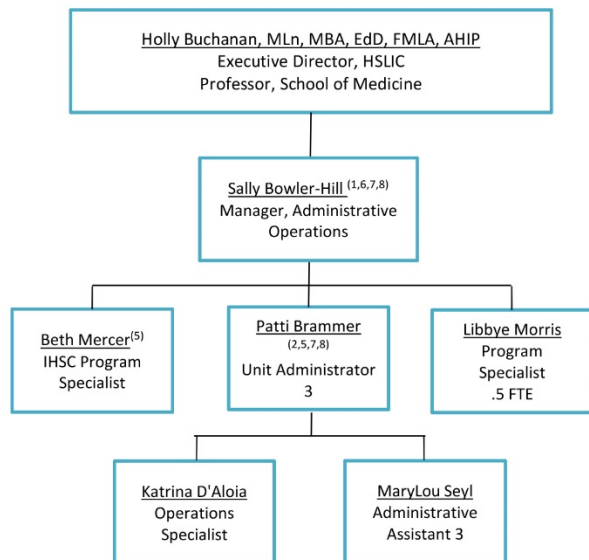 Holly Buchanan, MLn, MBA, EdD, FMLA, AHIP
Executive Director, HSLIC
Professor, School of Medicine
Sally Bowler-Hill (1,6,7,8)
Manager, Administrative
Operations
Beth Mercer(5)
IHSC Program
Specialist
Patti Brammer
(2,5,7,8)
Unit Administrator
3
Libbye Morris
Program
Specialist
.5 FTE
Katrina D'Aloia
Operations
Specialist
MaryLou Seyl
Administrative
Assistant 3